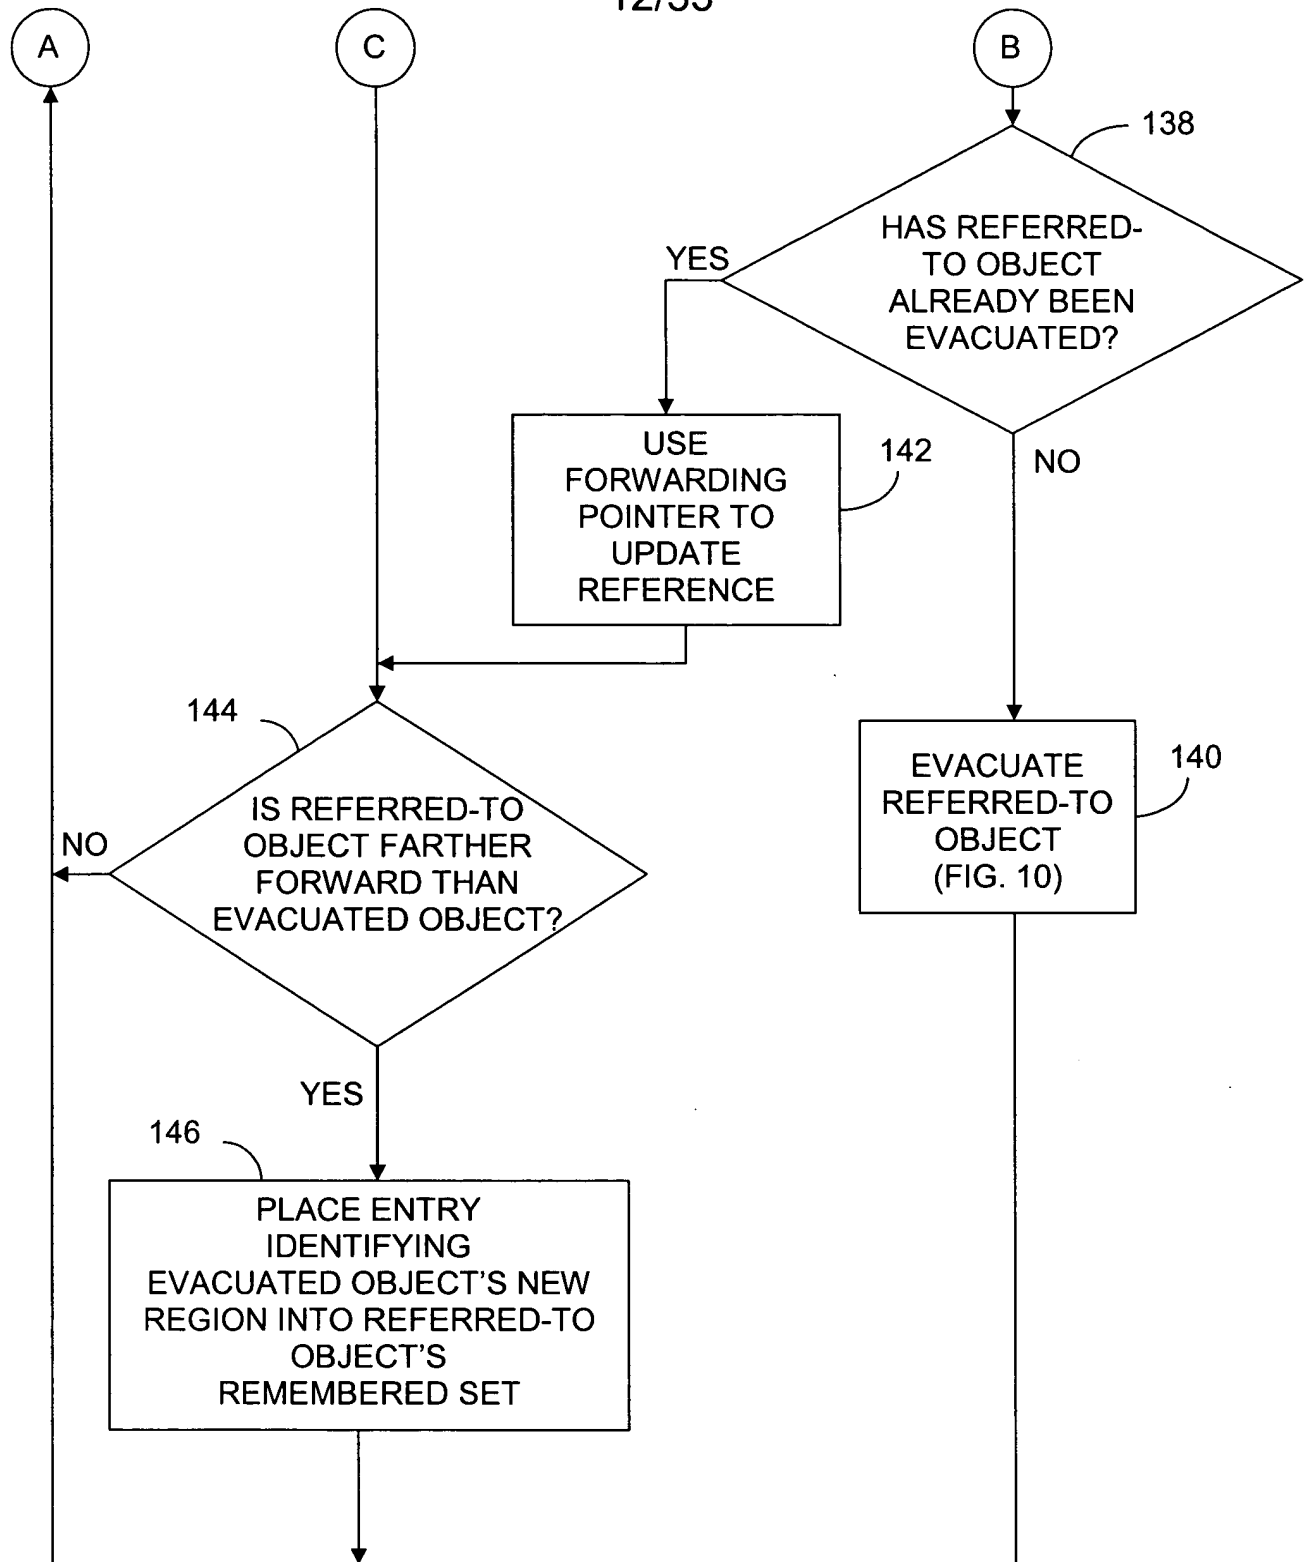 12/33
A
C
B
138
HAS REFERRED-
TO OBJECT
ALREADY BEEN
EVACUATED?
YES
NO
USE
FORWARDING
POINTER TO
UPDATE
REFERENCE
142
144
IS REFERRED-TO
OBJECT FARTHER
FORWARD THAN
EVACUATED OBJECT?
NO
YES
EVACUATE
REFERRED-TO
OBJECT
(FIG. 10)
140
146
PLACE ENTRY
IDENTIFYING
EVACUATED OBJECT'S NEW
REGION INTO REFERRED-TO
OBJECT'S
REMEMBERED SET